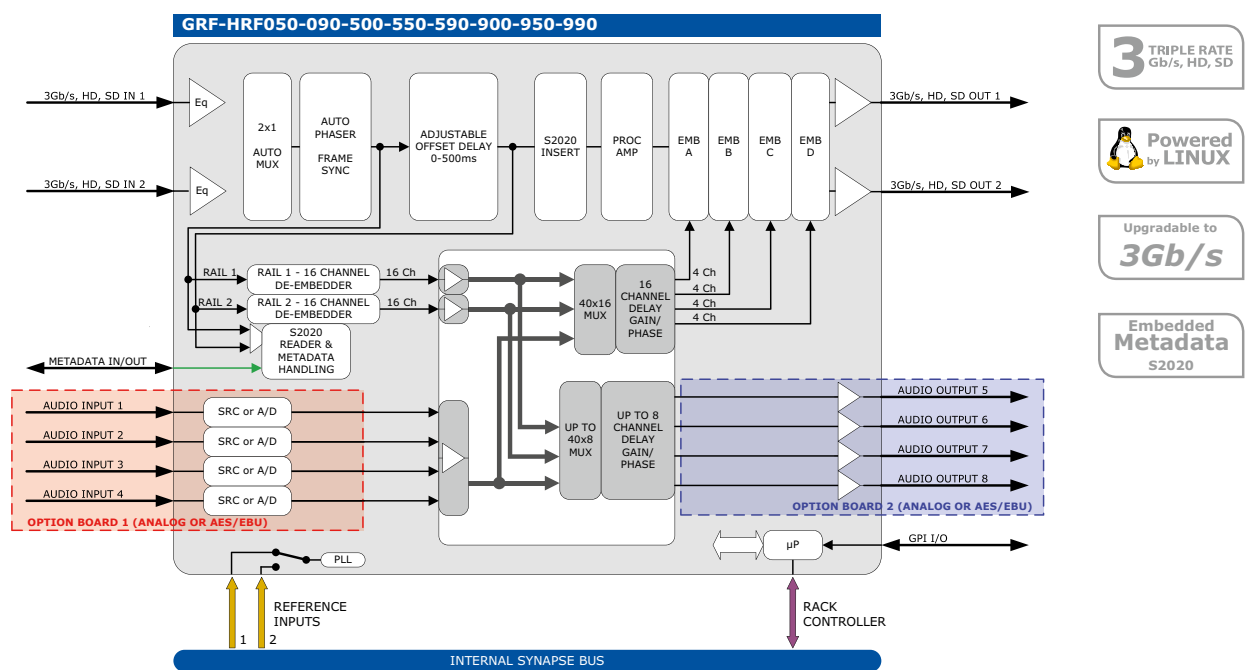 GRF-HRF050-090-500-550-590-900-950-990
3Gb/s, HD, SD IN 1
3Gb/s, HD, SD IN 2
Eq
Eq
2x1
AUTO
MUX
AUTO
PHASER
FRAME
SYNC
ADJUSTABLE
OFFSET DELAY
0-500ms
S2020
INSERT
PROC
AMP
EMB
A
EMB
B
EMB
C
EMB
D
3Gb/s, HD, SD OUT 1
3Gb/s, HD, SD OUT 2
3
TRIPLE RATE
Gb/s, HD, SD
Powered
by LINUX
Upgradable to
3Gb/s
Embedded
Metadata
S2020
RAIL 1
RAIL 1 - 16 CHANNEL
DE-EMBEDDER
16 Ch
RAIL 2
RAIL 2 - 16 CHANNEL
DE-EMBEDDER
16 Ch
S2020
READER &
METADATA
HANDLING
METADATA IN/OUT
40x16
MUX
16
CHANNEL
DELAY
GAIN/
PHASE
4 Ch
4 Ch
4 Ch
4 Ch
AUDIO INPUT 1
AUDIO INPUT 2
AUDIO INPUT 3
AUDIO INPUT 4
SRC or A/D
SRC or A/D
SRC or A/D
SRC or A/D
OPTION BOARD 1 (ANALOG OR AES/EBU)
UP TO
40x8
MUX
UP TO 8
CHANNEL
DELAY
GAIN/
PHASE
AUDIO OUTPUT 5
AUDIO OUTPUT 6
AUDIO OUTPUT 7
AUDIO OUTPUT 8
OPTION BOARD 2 (ANALOG OR AES/EBU)
PLL
µP
GPI I/O
REFERENCE
INPUTS
1
2
RACK
CONTROLLER
INTERNAL SYNAPSE BUS